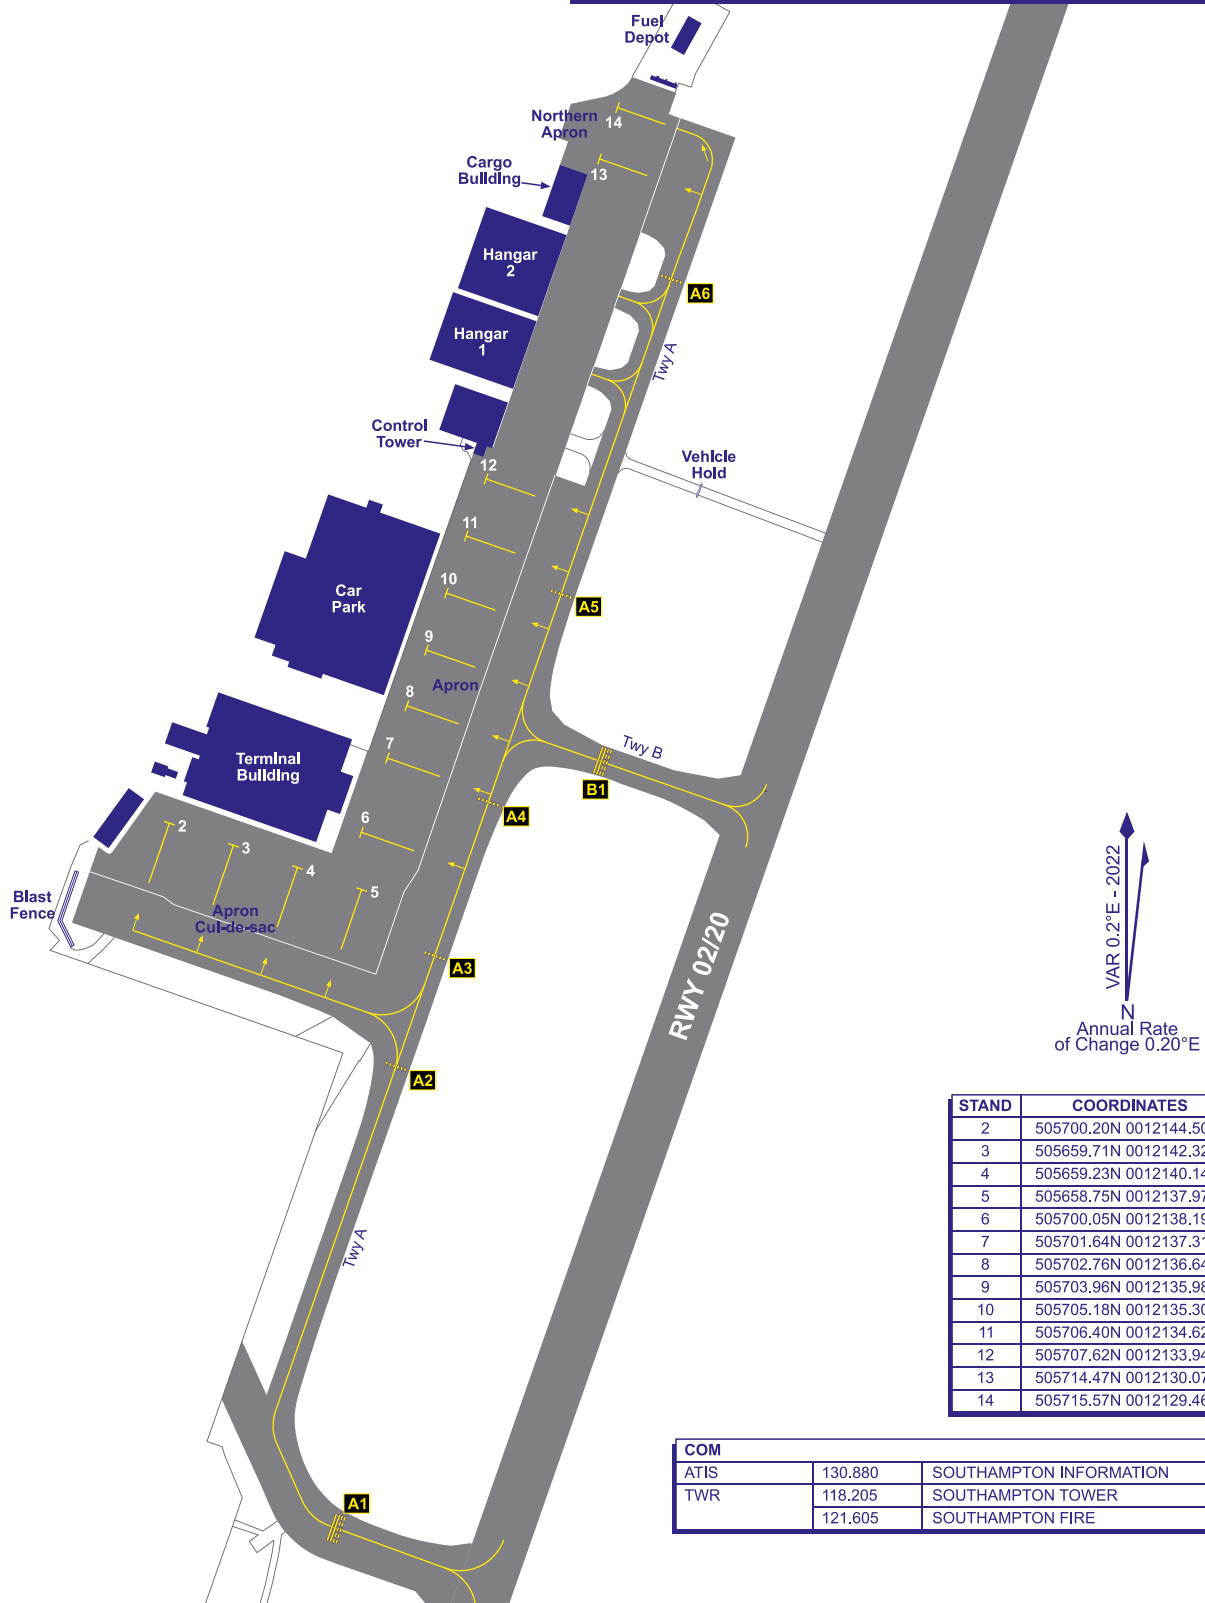 Fuel
Depot
Northern
Apron
14
Cargo
Building
13
Hangar
2
A6
Hangar
1
Twy A
Control
Tower
Vehicle
Hold
12
11
Car
Park
10
A5
9
Apron
8
7
Twy B
Terminal
Building
B1
6
A4
2
3
4
5
Blast
Fence
Apron
Cul-de-sac
A3
RWY 02/20
A2
VAR 0.2°E - 2022
N
Annual Rate
of Change 0.20°E
Twy A
A1
STAND COORDINATES
2 505700.20N 0012144.50
3 505659.71N 0012142.32
4 505659.23N 0012140.14
5 505658.75N 0012137.97
6 505700.05N 0012138.19
7 505701.64N 0012137.31
8 505702.76N 0012136.64
9 505703.96N 0012135.98
10 505705.18N 0012135.30
11 505706.40N 0012134.62
12 505707.62N 0012133.94
13 505714.47N 0012130.07
14 505715.57N 0012129.46
COM
ATIS 130.880 SOUTHAMPTON INFORMATION
TWR 118.205 SOUTHAMPTON TOWER
121.605 SOUTHAMPTON FIRE